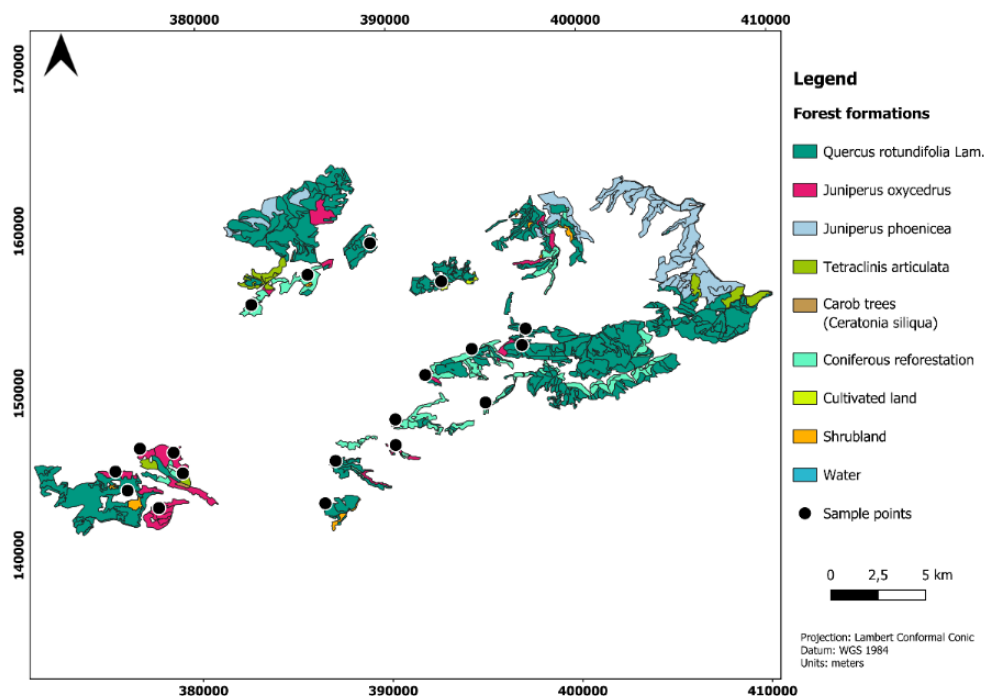 380000 390000 400000 410000
170000
160000
150000
140000
380000 390000 400000 410000
Legend
Forest formations
Quercus rotundifolia Lam.
Juniperus oxycedrus
Juniperus phoenicea
Tetraclinis articulata
Carob trees
(Ceratonia siliqua)
Coniferous reforestation
Cultivated land
Shrubland
Water
Sample points
0 2,5 5 km
Projection: Lambert Conformal Conic
Datum: WGS 1984
Units: meters